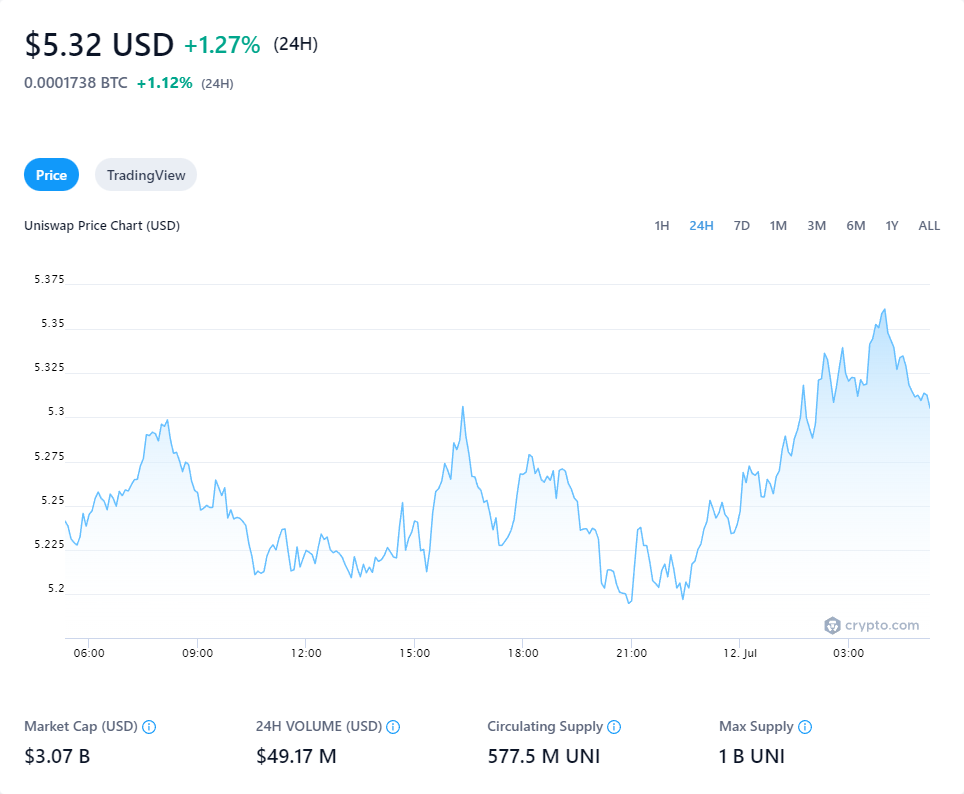 $5.32 USD +1.27% (24H)
0.0001738 BTC +1.12% (24H)
Price TradingView
Uniswap Price Chart (USD) 1H 24H 7D 1M 3M 6M 1Y ALL
5.375
5.35
5.325
5.3
5.275
5.25
5.225
5.2
crypto.com
06:00 09:00 12:00 15:00 18:00 21:00 12. Jul 03:00
Market Cap (USD) 24H VOLUME (USD) Circulating Supply Max Supply
$3.07 B $49.17 M 577.5 M UNI 1 B UNI